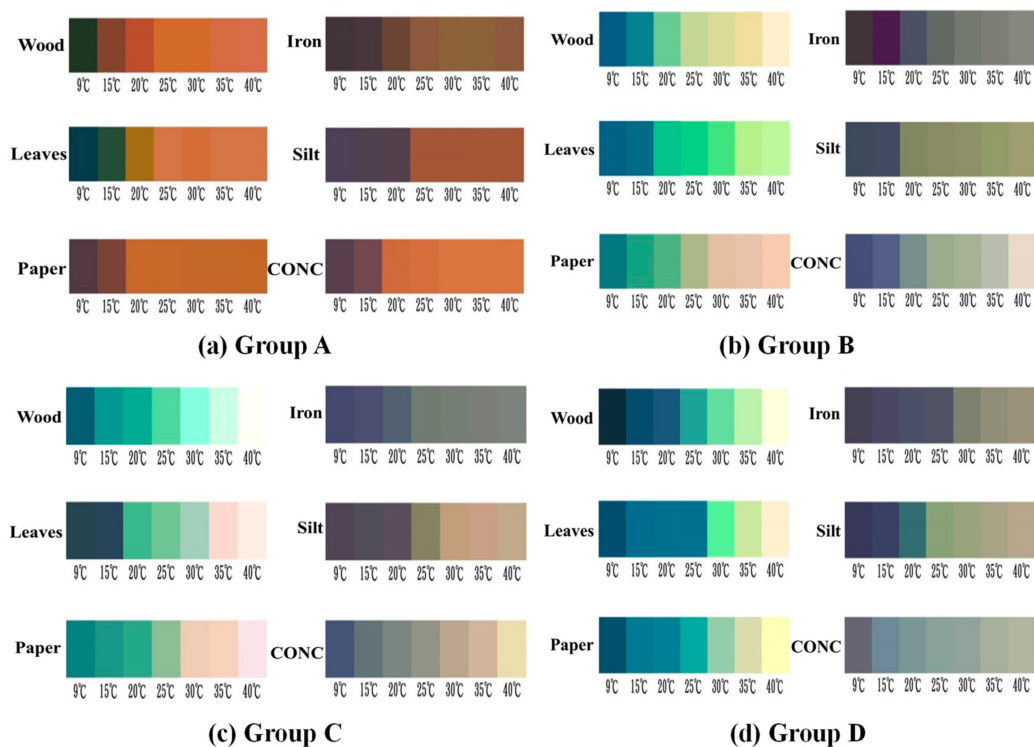 Wood
9℃ 15℃ 20℃ 25℃ 30℃ 35℃ 40℃
Iron
9℃ 15℃ 20℃ 25℃ 30℃ 35℃ 40℃
Leaves
9℃ 15℃ 20℃ 25℃ 30℃ 35℃ 40℃
Silt
9℃ 15℃ 20℃ 25℃ 30℃ 35℃ 40℃
Paper
9℃ 15℃ 20℃ 25℃ 30℃ 35℃ 40℃
CONC
9℃ 15℃ 20℃ 25℃ 30℃ 35℃ 40℃
(a) Group A
Wood
9℃ 15℃ 20℃ 25℃ 30℃ 35℃ 40℃
Iron
9℃ 15℃ 20℃ 25℃ 30℃ 35℃ 40℃
Leaves
9℃ 15℃ 20℃ 25℃ 30℃ 35℃ 40℃
Silt
9℃ 15℃ 20℃ 25℃ 30℃ 35℃ 40℃
Paper
9℃ 15℃ 20℃ 25℃ 30℃ 35℃ 40℃
CONC
9℃ 15℃ 20℃ 25℃ 30℃ 35℃ 40℃
(b) Group B
Wood
9℃ 15℃ 20℃ 25℃ 30℃ 35℃ 40℃
Iron
9℃ 15℃ 20℃ 25℃ 30℃ 35℃ 40℃
Leaves
9℃ 15℃ 20℃ 25℃ 30℃ 35℃ 40℃
Silt
9℃ 15℃ 20℃ 25℃ 30℃ 35℃ 40℃
Paper
9℃ 15℃ 20℃ 25℃ 30℃ 35℃ 40℃
CONC
9℃ 15℃ 20℃ 25℃ 30℃ 35℃ 40℃
(c) Group C
Wood
9℃ 15℃ 20℃ 25℃ 30℃ 35℃ 40℃
Iron
9℃ 15℃ 20℃ 25℃ 30℃ 35℃ 40℃
Leaves
9℃ 15℃ 20℃ 25℃ 30℃ 35℃ 40℃
Silt
9℃ 15℃ 20℃ 25℃ 30℃ 35℃ 40℃
Paper
9℃ 15℃ 20℃ 25℃ 30℃ 35℃ 40℃
CONC
9℃ 15℃ 20℃ 25℃ 30℃ 35℃ 40℃
(d) Group D